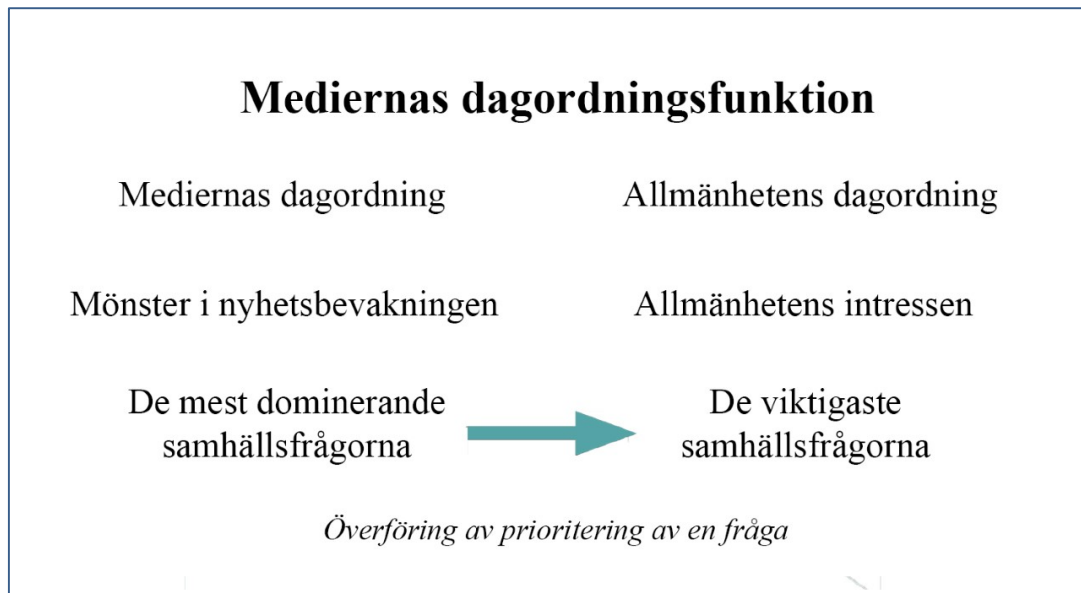 Mediernas dagordningsfunktion
Mediernas dagordning
Allmänhetens dagordning
Mönster i nyhetsbevakningen
Allmänhetens intressen
De mest dominerande
samhällsfrågorna
De viktigaste
samhällsfrågorna
Överföring av prioritering av en fråga